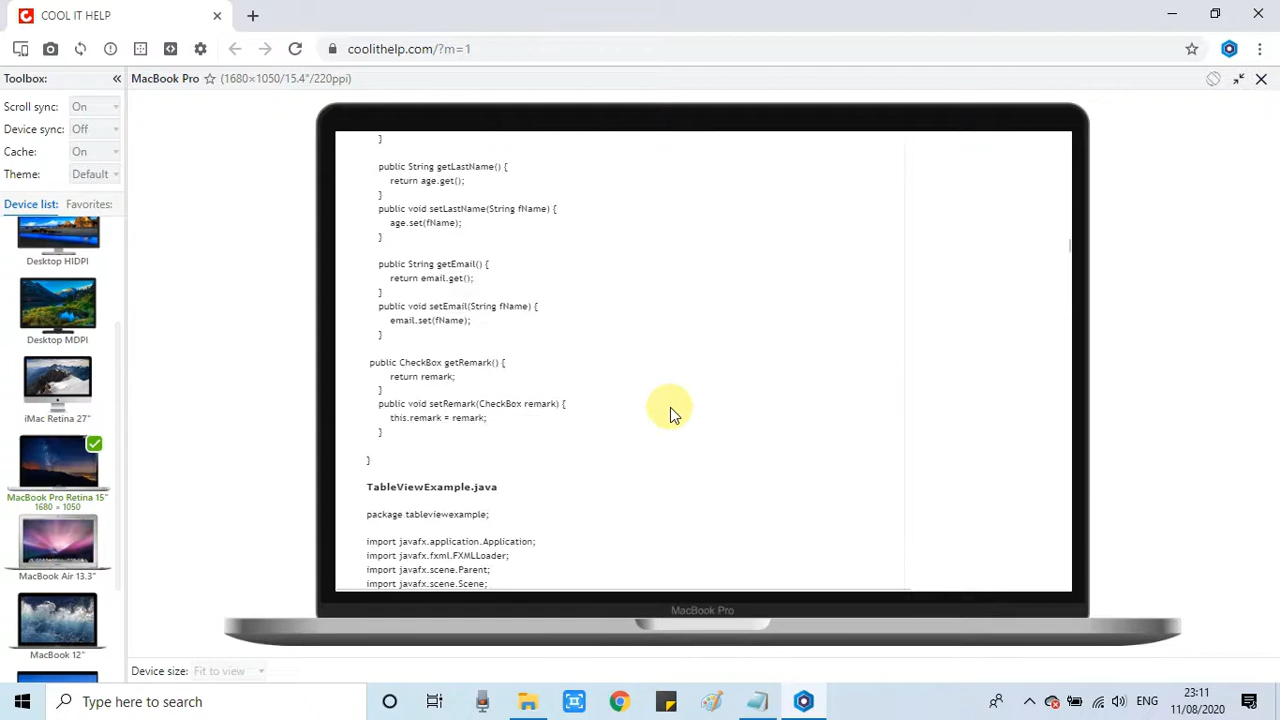 COOL IT HELP
coolithelp.com/?m=1
Toolbox:
MacBook Pro (1680×1050/15.4"/220ppi)
Scroll sync: On
Device sync: Off
Cache: On
Theme: Default
Device list: Favorites:
Desktop HIDPI
Desktop MDPI
iMac Retina 27"
MacBook Pro Retina 15"
1680 × 1050
MacBook Air 13.3"
MacBook 12"
}
public String getLastName() {
return age.get();
}
public void setLastName(String fName) {
age.set(fName);
}
public String getEmail() {
return email.get();
}
public void setEmail(String fName) {
email.set(fName);
}
public CheckBox getRemark() {
return remark;
}
public void setRemark(CheckBox remark) {
this.remark = remark;
}
}
TableViewExample.java
package tableviewexample;
import javafx.application.Application;
import javafx.fxml.FXMLLoader;
import javafx.scene.Parent;
import javafx.scene.Scene;
MacBook Pro
Device size: Fit to view
Type here to search
ENG
23:11
11/08/2020